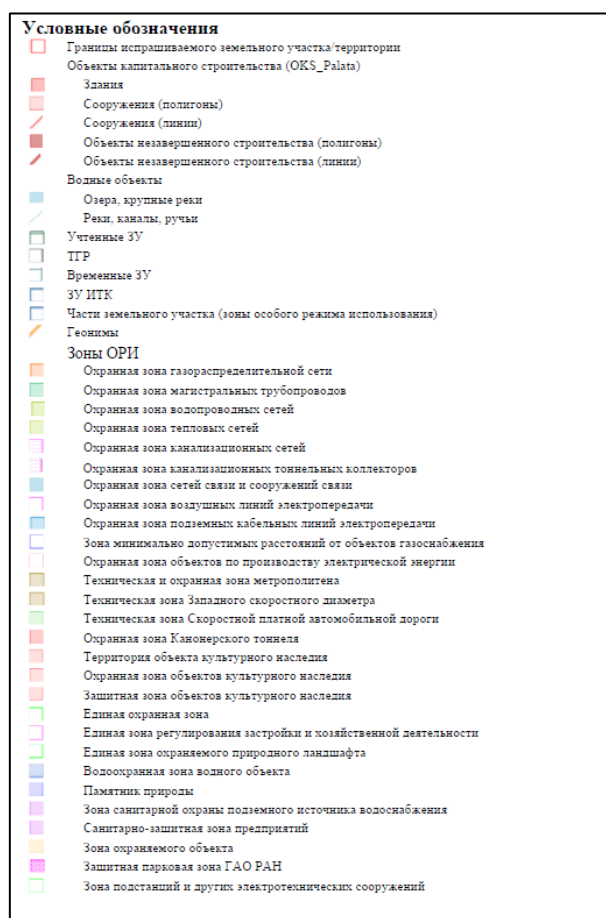 Условные обозначения
Границы испрашиваемого земельного участка/территории
Объекты капитального строительства (OKS_Palata)
Здания
Сооружения (полигоны)
Сооружения (линии)
Объекты незавершенного строительства (полигоны)
Объекты незавершенного строительства (линии)
Водные объекты
Озера, крупные реки
Реки, каналы, ручьи
Учтенные ЗУ
ТГР
Временные ЗУ
ЗУ ИТК
Части земельного участка (зоны особого режима использования)
Геонимы
Зоны ОРИ
Охранная зона газораспределительной сети
Охранная зона магистральных трубопроводов
Охранная зона водопроводных сетей
Охранная зона тепловых сетей
Охранная зона канализационных сетей
Охранная зона канализационных тоннельных коллекторов
Охранная зона сетей связи и сооружений связи
Охранная зона воздушных линий электропередачи
Охранная зона подземных кабельных линий электропередачи
Зона минимально допустимых расстояний от объектов газоснабжения
Охранная зона объектов по производству электрической энергии
Техническая и охранная зона метрополитена
Техническая зона Западного скоростного диаметра
Техническая зона Скоростной платной автомобильной дороги
Охранная зона Канонерского тоннеля
Территория объекта культурного наследия
Охранная зона объектов культурного наследия
Защитная зона объектов культурного наследия
Единая охранная зона
Единая зона регулирования застройки и хозяйственной деятельности
Единая зона охраняемого природного ландшафта
Водоохранная зона водного объекта
Памятник природы
Зона санитарной охраны подземного источника водоснабжения
Санитарно-защитная зона предприятий
Зона охраняемого объекта
Защитная парковая зона ГАО РАН
Зона подстанций и других электротехнических сооружений